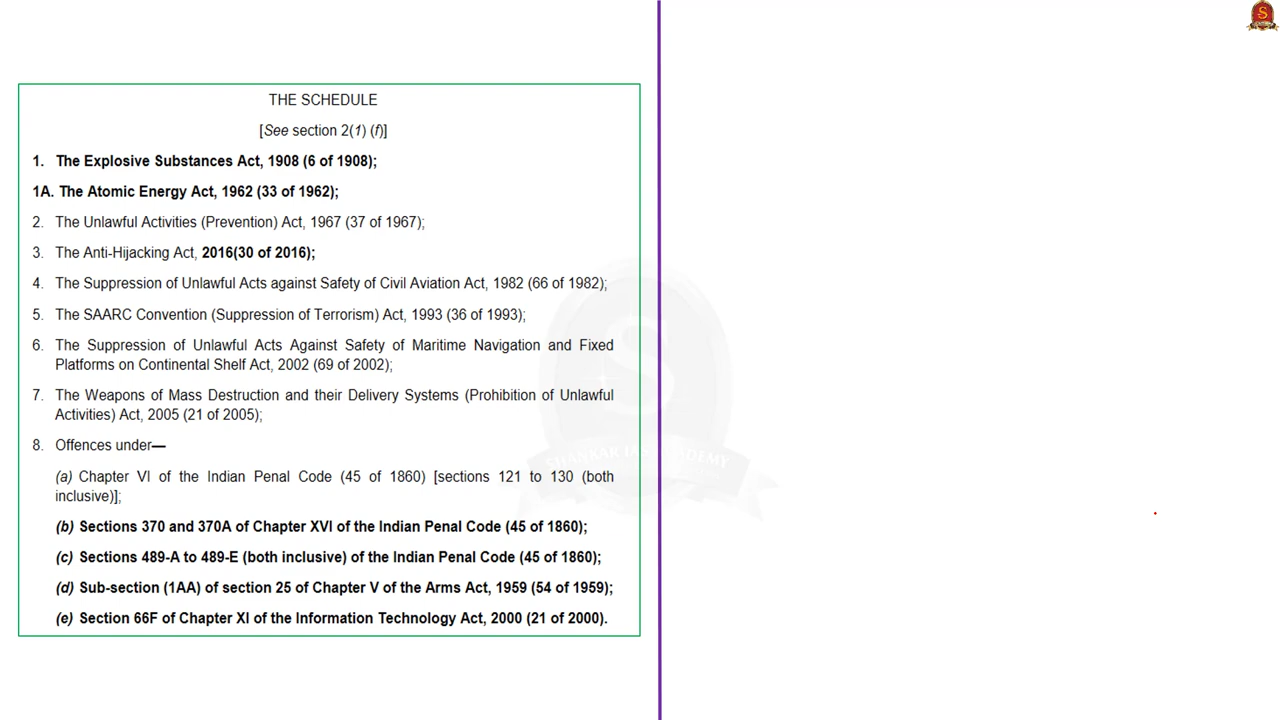 THE SCHEDULE
[See section 2(1) (f)]
1. The Explosive Substances Act, 1908 (6 of 1908);
1A. The Atomic Energy Act, 1962 (33 of 1962);
2. The Unlawful Activities (Prevention) Act, 1967 (37 of 1967);
3. The Anti-Hijacking Act, 2016(30 of 2016);
4. The Suppression of Unlawful Acts against Safety of Civil Aviation Act, 1982 (66 of 1982);
5. The SAARC Convention (Suppression of Terrorism) Act, 1993 (36 of 1993);
6. The Suppression of Unlawful Acts Against Safety of Maritime Navigation and Fixed
Platforms on Continental Shelf Act, 2002 (69 of 2002);
7. The Weapons of Mass Destruction and their Delivery Systems (Prohibition of Unlawful
Activities) Act, 2005 (21 of 2005);
8. Offences under—
(a) Chapter VI of the Indian Penal Code (45 of 1860) [sections 121 to 130 (both
inclusive)];
(b) Sections 370 and 370A of Chapter XVI of the Indian Penal Code (45 of 1860);
(c) Sections 489-A to 489-E (both inclusive) of the Indian Penal Code (45 of 1860);
(d) Sub-section (1AA) of section 25 of Chapter V of the Arms Act, 1959 (54 of 1959);
(e) Section 66F of Chapter XI of the Information Technology Act, 2000 (21 of 2000).
SHANKAR IAS ACADEMY
S